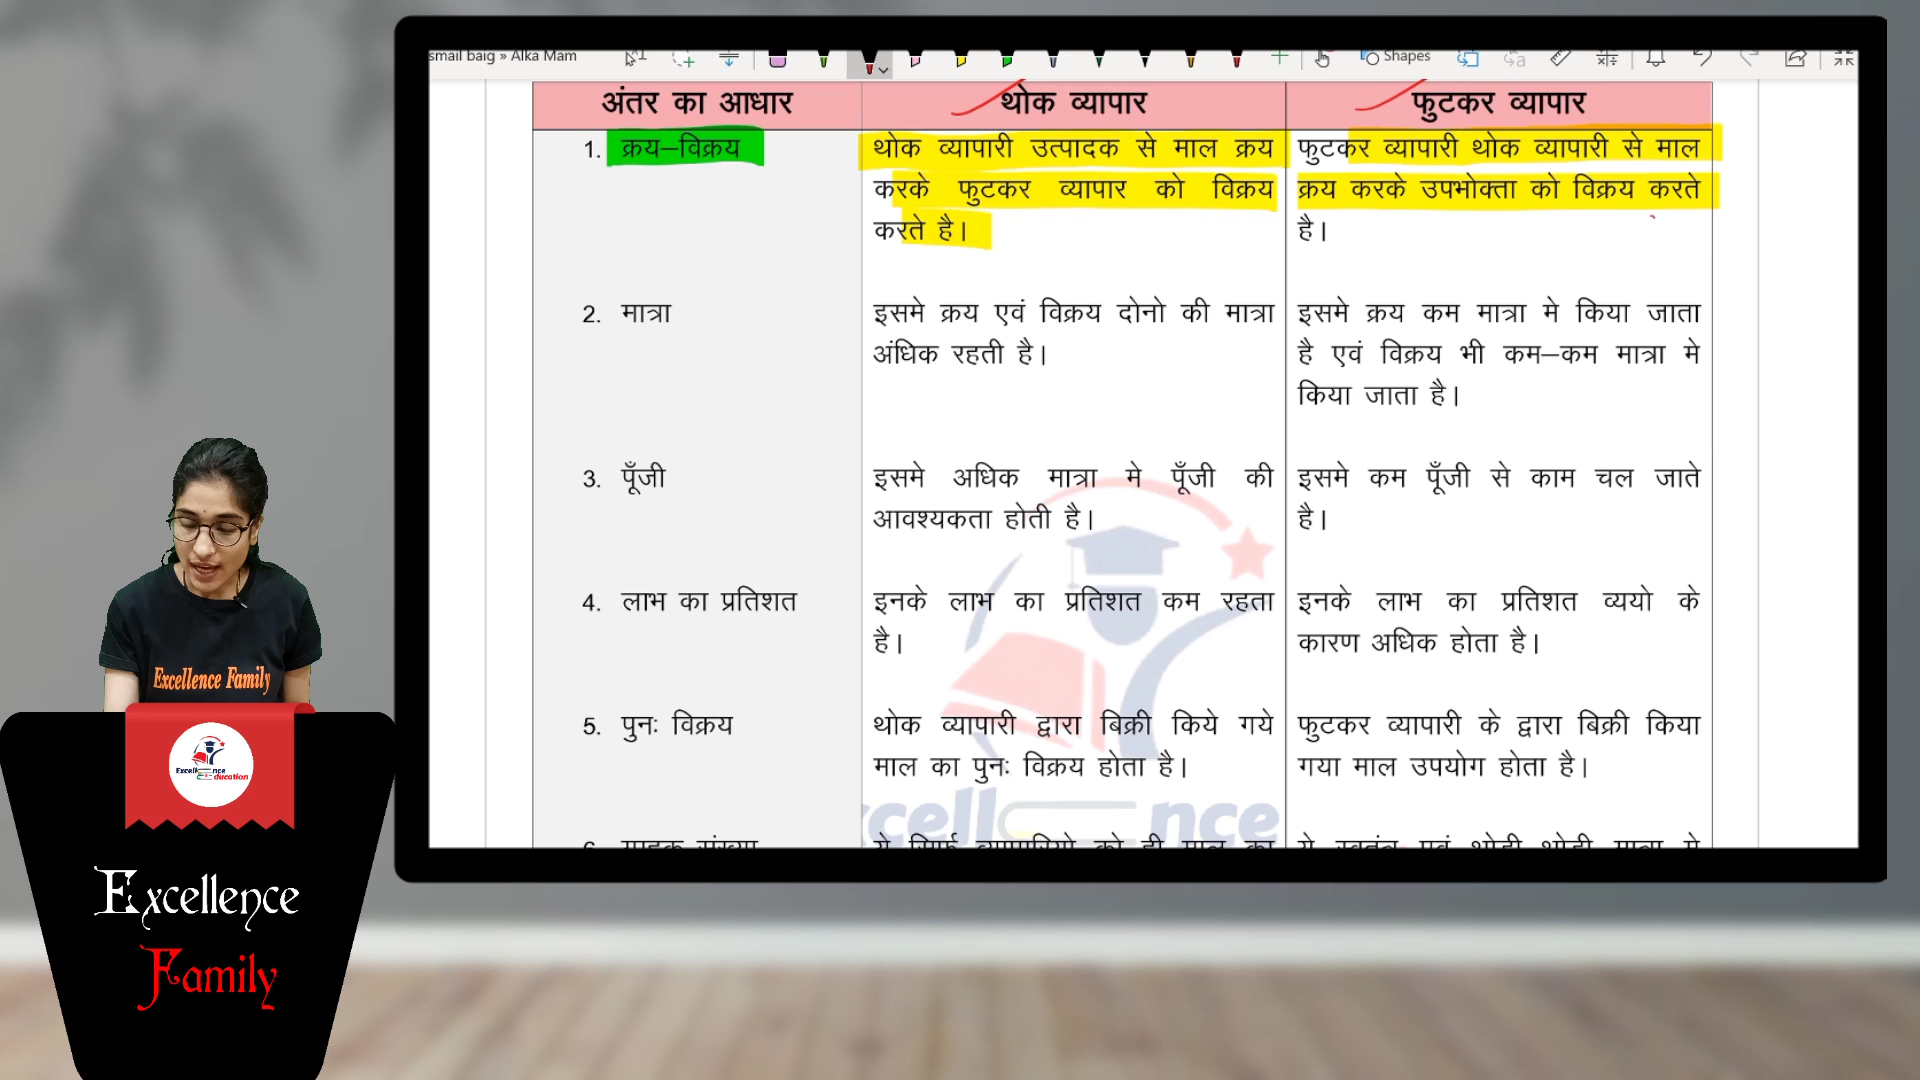 smail baig » Alka Mam
Shapes
अंतर का आधार थोक व्यापार फुटकर व्यापार
1. क्रय–विक्रय
थोक व्यापारी उत्पादक से माल क्रय
करके फुटकर व्यापार को विक्रय
करते है।
फुटकर व्यापारी थोक व्यापारी से माल
क्रय करके उपभोक्ता को विक्रय करते
है।
2. मात्रा
इसमे क्रय एवं विक्रय दोनो की मात्रा
अंधिक रहती है।
इसमे क्रय कम मात्रा मे किया जाता
है एवं विक्रय भी कम–कम मात्रा मे
किया जाता है।
3. पूँजी
इसमे अधिक मात्रा मे पूँजी की
आवश्यकता होती है।
इसमे कम पूँजी से काम चल जाते
है।
4. लाभ का प्रतिशत
इनके लाभ का प्रतिशत कम रहता
है।
इनके लाभ का प्रतिशत व्ययो के
कारण अधिक होता है।
5. पुनः विक्रय
थोक व्यापारी द्वारा बिक्री किये गये
माल का पुनः विक्रय होता है।
फुटकर व्यापारी के द्वारा बिक्री किया
गया माल उपयोग होता है।
Excellence Family
Excellence
Family